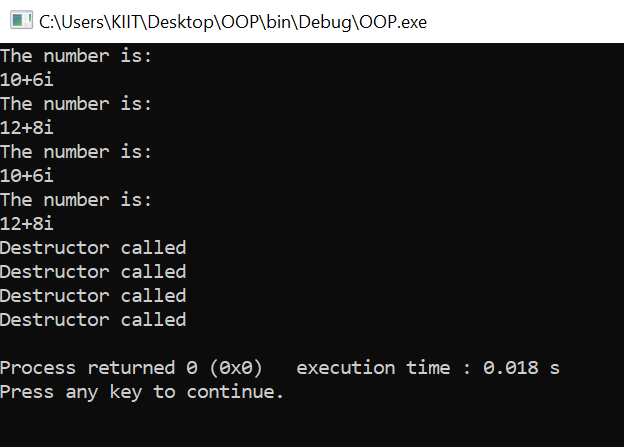 C:\Users\KIIT\Desktop\OOP\bin\Debug\OOP.exe
The number is:
10+6i
The number is:
12+8i
The number is:
10+6i
The number is:
12+8i
Destructor called
Destructor called
Destructor called
Destructor called
Process returned 0 (0x0)   execution time : 0.018 s
Press any key to continue.